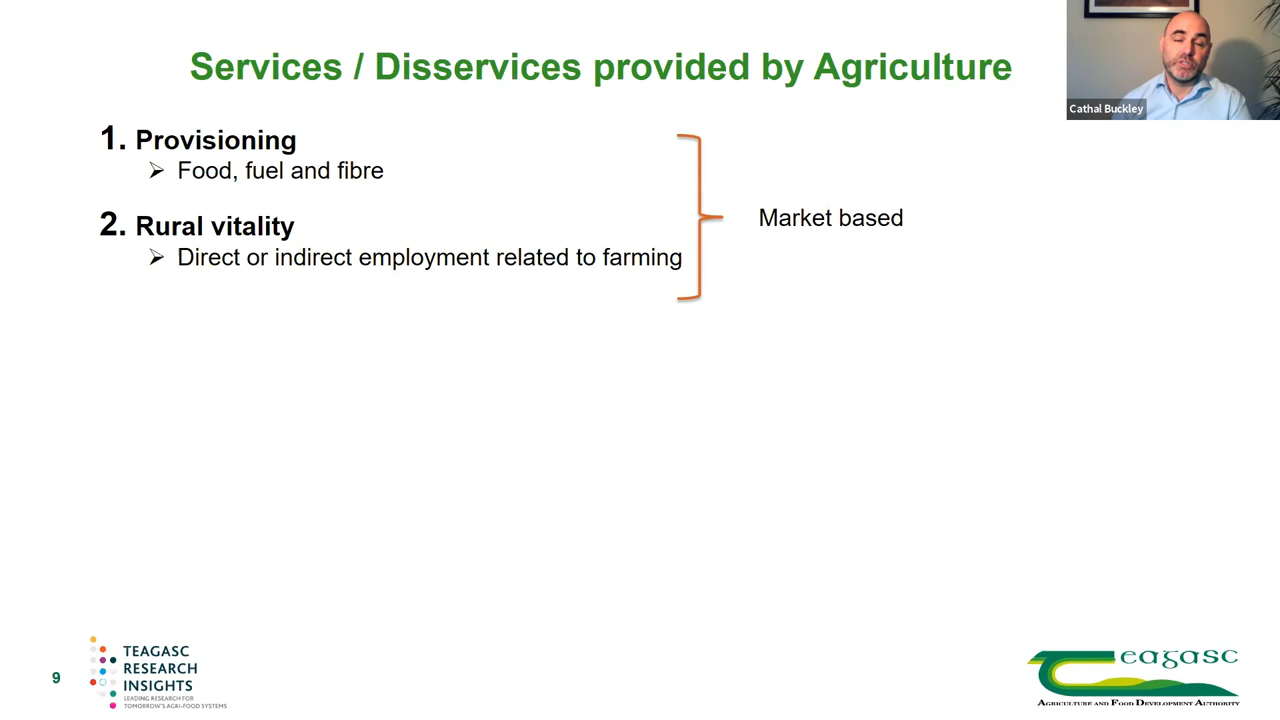 Services / Disservices provided by Agriculture
Cathal Buckley
1. Provisioning
Food, fuel and fibre
2. Rural vitality
Direct or indirect employment related to farming
Market based
9
TEAGASC
RESEARCH
INSIGHTS
LEADING RESEARCH FOR
TOMORROW'S AGRI-FOOD SYSTEMS
Teagasc
AGRICULTURE AND FOOD DEVELOPMENT AUTHORITY